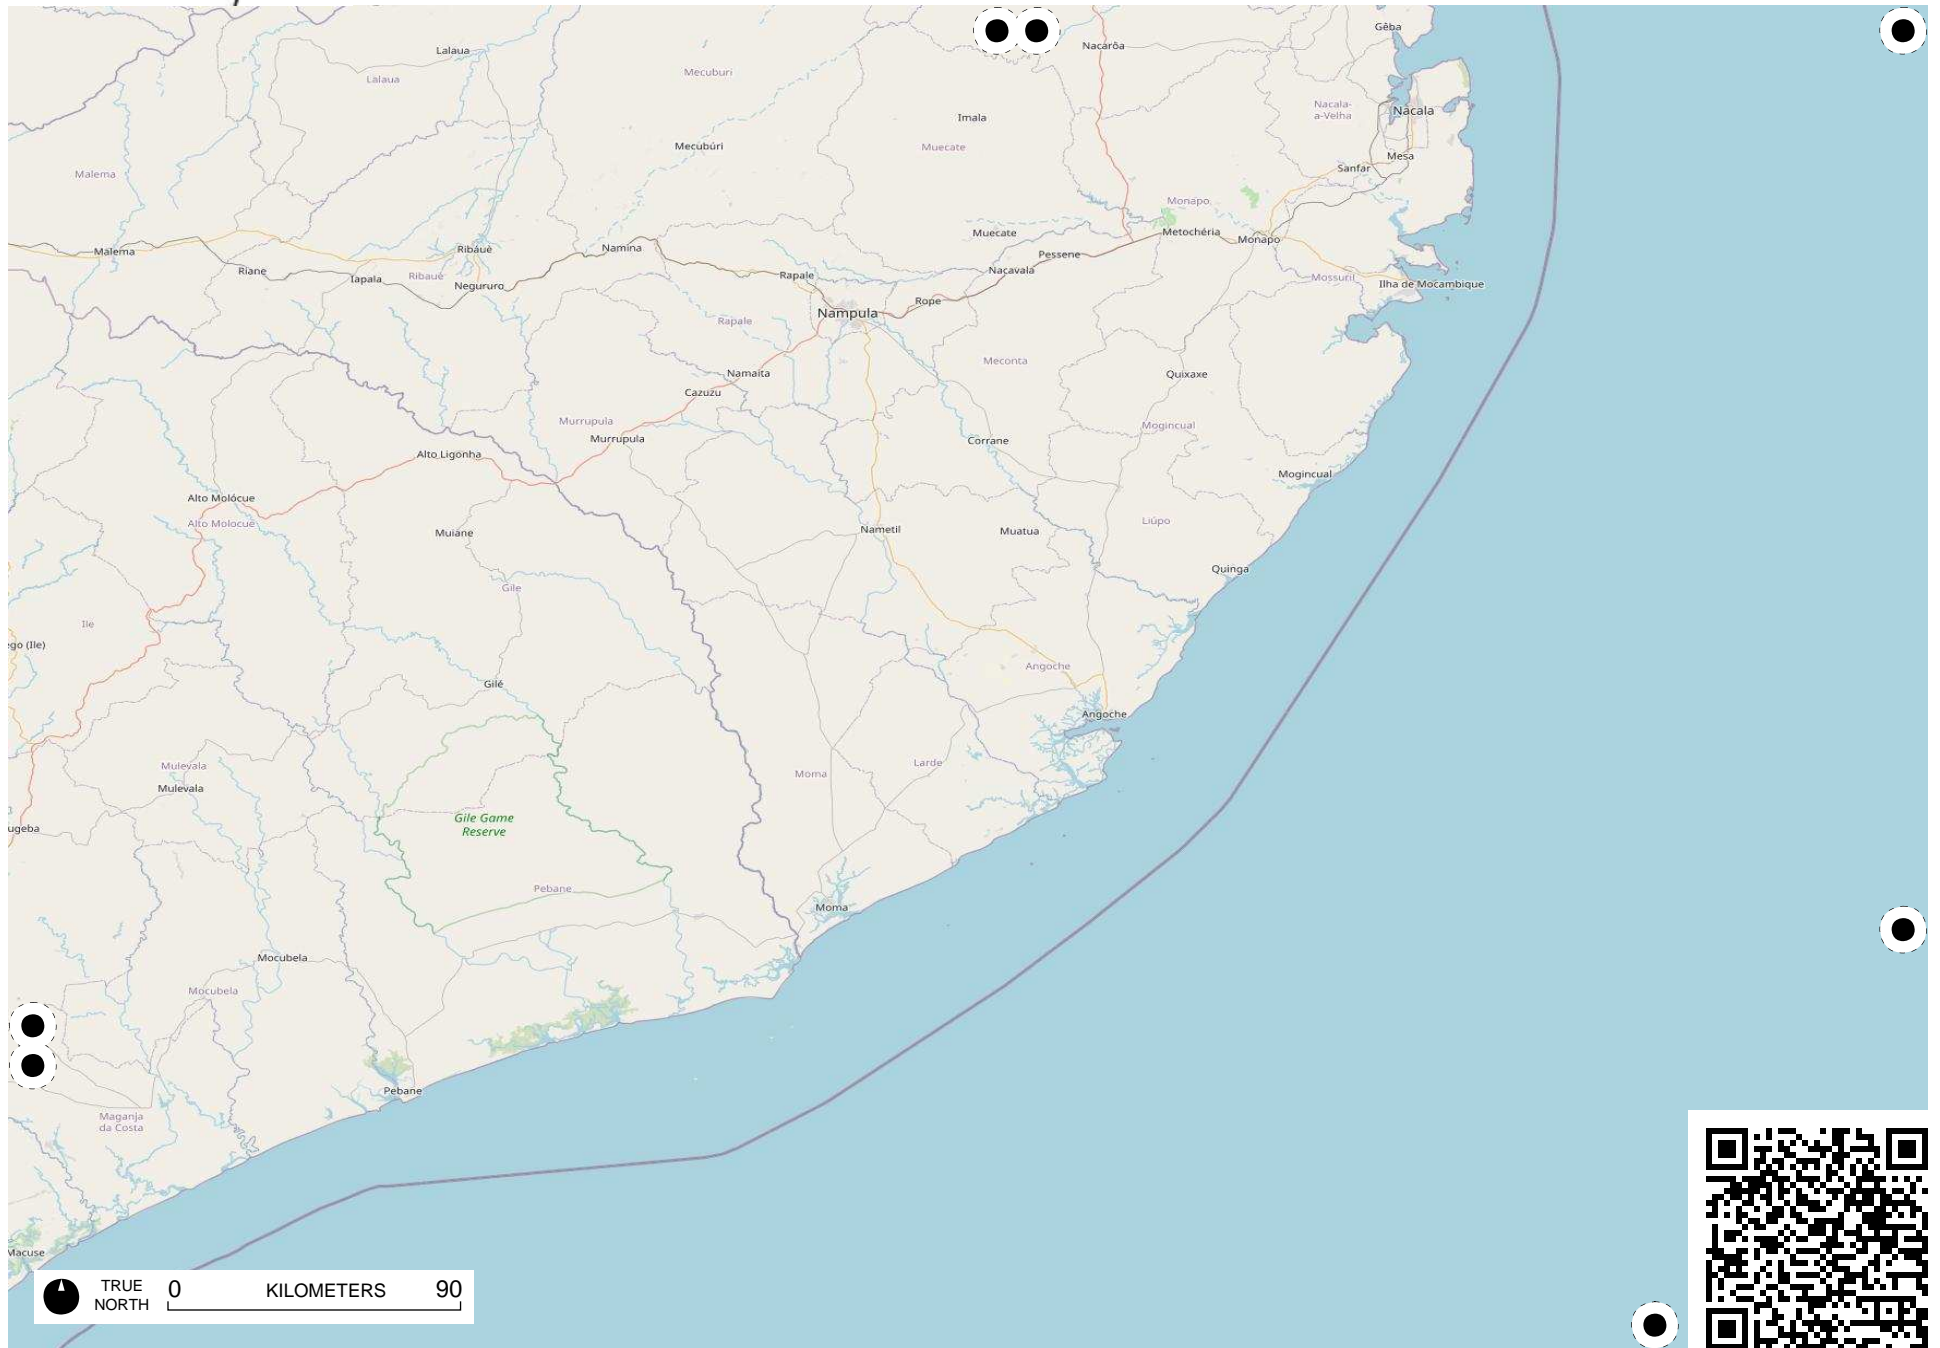 Gêba
Lalaua
Nacarôa
Mecuburi
Lalaua
Nacala-
a-Velha
Nacala
Imala
Mecubúri
Muecate
Mesa
Sanfar
Malema
Monapo
Muecate
Metochéria
Monapo
Malema
Ribáuè
Namina
Pessene
Riane
Iapala
Ribauè
Rapale
Nacavala
Mossuril
Negururo
Ilha de Mocambique
Rope
Nampula
Rapale
Meconta
Namaita
Quixaxe
Cazuzu
Murrupula
Mogincual
Murrupula
Corrane
Alto Ligonha
Mogincual
Alto Molócue
Alto Molocue
Liúpo
Muiane
Nametil
Muatua
Quinga
Gile
Ile
ego (Ile)
Angoche
Gilé
Angoche
Mulevala
Moma
Larde
Mulevala
Gile Game
Reserve
ugeba
Pebane
Moma
Mocubela
Mocubela
Pebane
Maganja
da Costa
Macuse
TRUE
NORTH
0 KILOMETERS 90